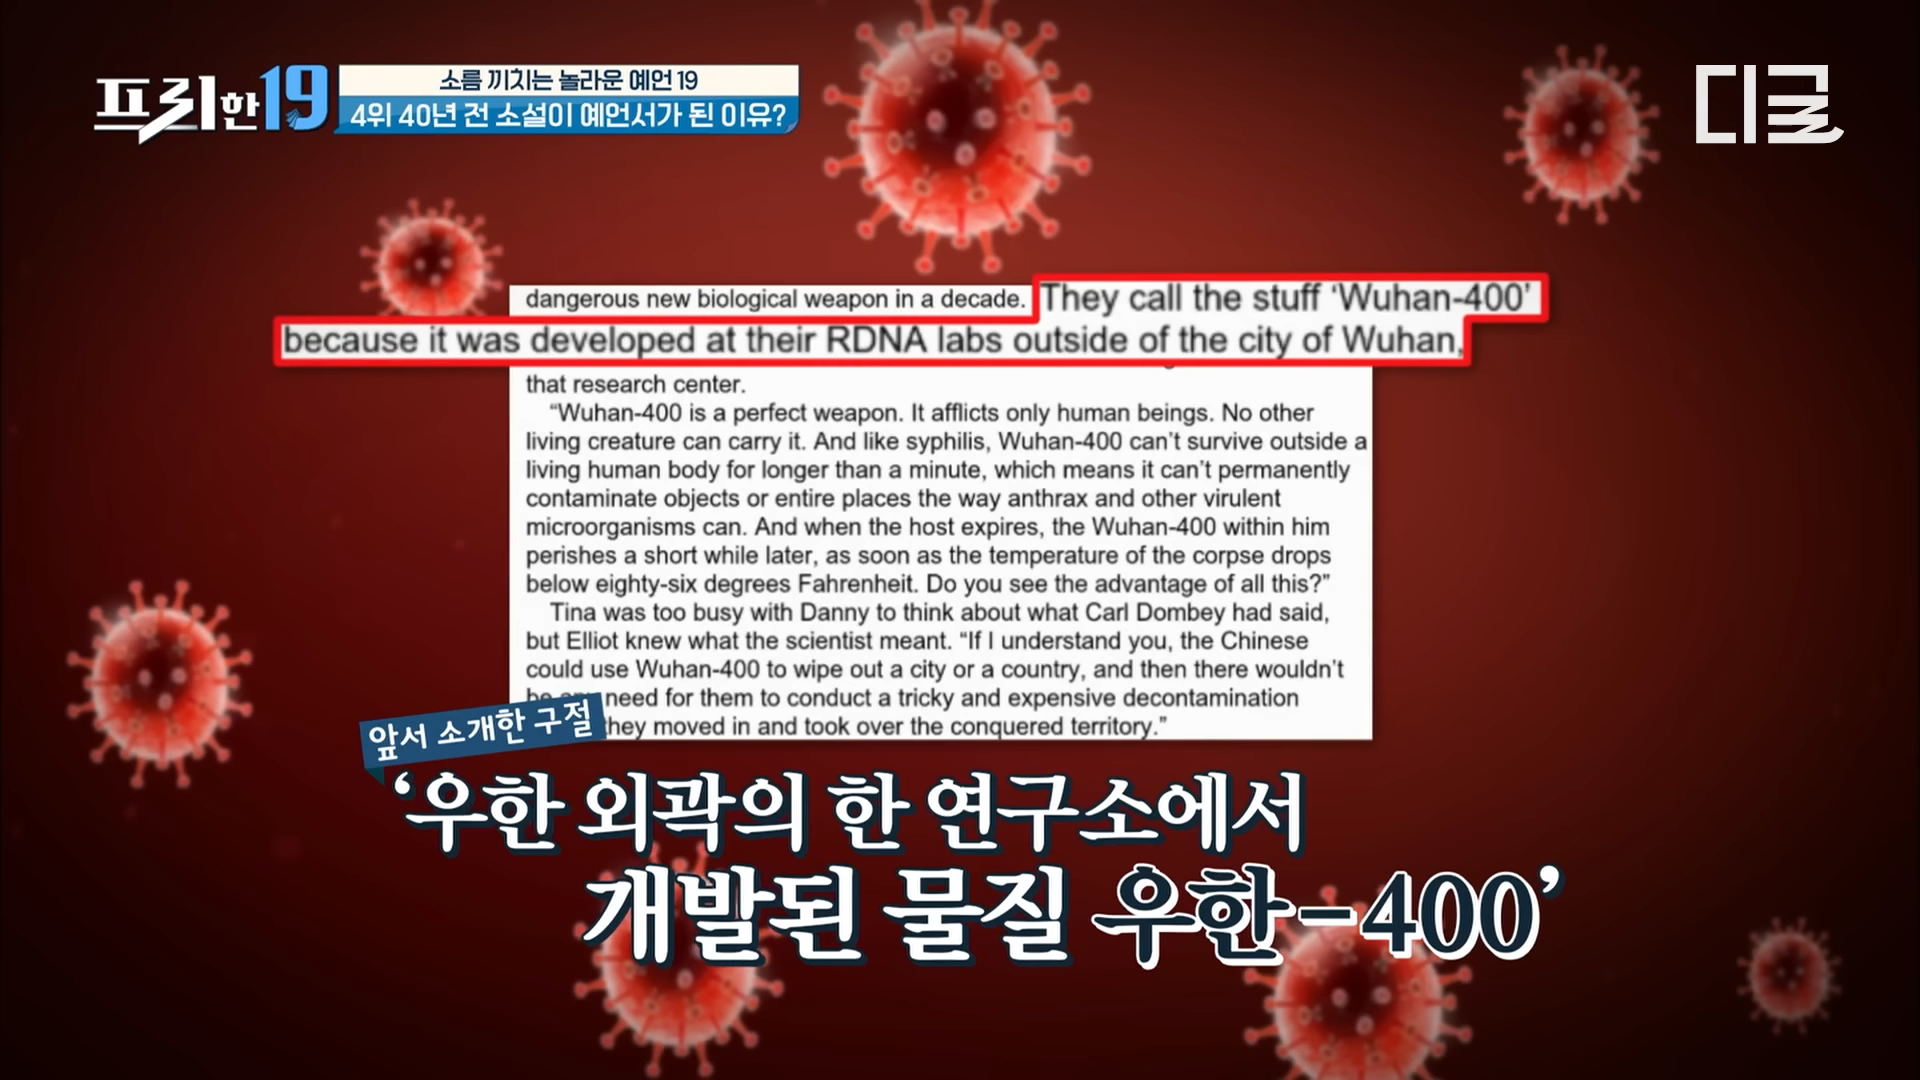 프리한19
소름 끼치는 놀라운 예언 19
4위 40년 전 소설이 예언서가 된 이유?
디글
dangerous new biological weapon in a decade. They call the stuff ‘Wuhan-400’
because it was developed at their RDNA labs outside of the city of Wuhan,
that research center.
“Wuhan-400 is a perfect weapon. It afflicts only human beings. No other
living creature can carry it. And like syphilis, Wuhan-400 can’t survive outside a
living human body for longer than a minute, which means it can’t permanently
contaminate objects or entire places the way anthrax and other virulent
microorganisms can. And when the host expires, the Wuhan-400 within him
perishes a short while later, as soon as the temperature of the corpse drops
below eighty-six degrees Fahrenheit. Do you see the advantage of all this?”
Tina was too busy with Danny to think about what Carl Dombey had said,
but Elliot knew what the scientist meant. “If I understand you, the Chinese
could use Wuhan-400 to wipe out a city or a country, and then there wouldn’t
need for them to conduct a tricky and expensive decontamination
they moved in and took over the conquered territory.”
앞서 소개한 구절
‘우한 외곽의 한 연구소에서
개발된 물질 우한-400’